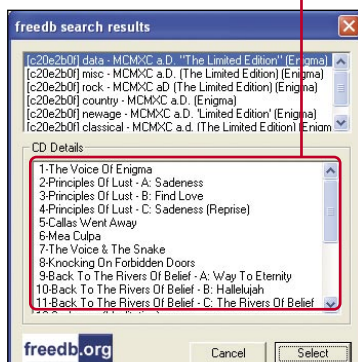 freedb search results
[c20e2b0f] data - MCMXC a.D. "The Limited Edition" (Enigma)
[c20e2b0f] misc - MCMXC a.D. (The Limited Edition) (Enigma)
[c20e2b0f] rock - MCMXC aD (The Limited Edition) (Enigma)
[c20e2b0f] country - MCMXC a.D. (Enigma)
[c20e2b0f] newage - MCMXC a.D. 'Limited Edition' (Enigma)
[c20e2b0f] classical - MCMXC a.d. (The Limited Edition) (Enigm
CD Details
1-The Voice Of Enigma
2-Principles Of Lust - A: Sadeness
3-Principles Of Lust - B: Find Love
4-Principles Of Lust - C: Sadeness (Reprise)
5-Callas Went Away
6-Mea Culpa
7-The Voice & The Snake
8-Knocking On Forbidden Doors
9-Back To The Rivers Of Belief - A: Way To Eternity
10-Back To The Rivers Of Belief - B: Hallelujah
11-Back To The Rivers Of Belief - C: The Rivers Of Belief
freedb.org
Cancel
Select